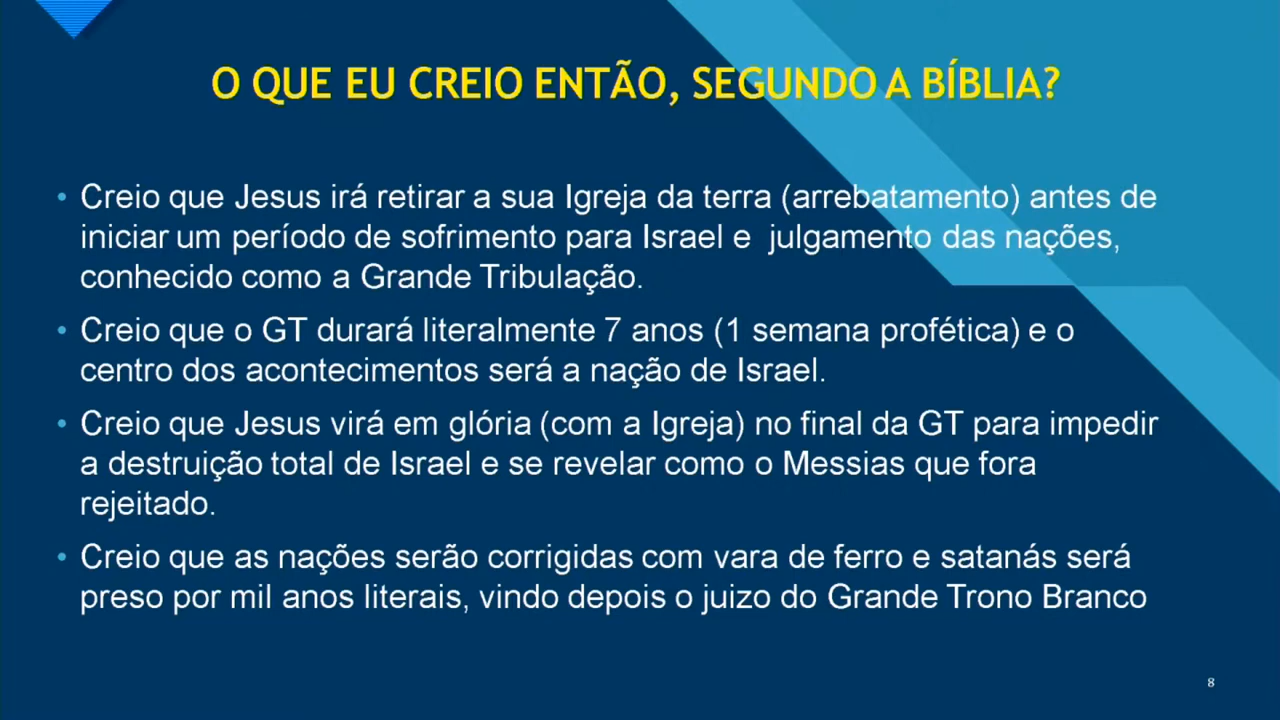 O QUE EU CREIO ENTÃO, SEGUNDO A BÍBLIA?
• Creio que Jesus irá retirar a sua Igreja da terra (arrebatamento) antes de
iniciar um período de sofrimento para Israel e  julgamento das nações,
conhecido como a Grande Tribulação.
• Creio que o GT durará literalmente 7 anos (1 semana profética) e o
centro dos acontecimentos será a nação de Israel.
• Creio que Jesus virá em glória (com a Igreja) no final da GT para impedir
a destruição total de Israel e se revelar como o Messias que fora
rejeitado.
• Creio que as nações serão corrigidas com vara de ferro e satanás será
preso por mil anos literais, vindo depois o juizo do Grande Trono Branco
8